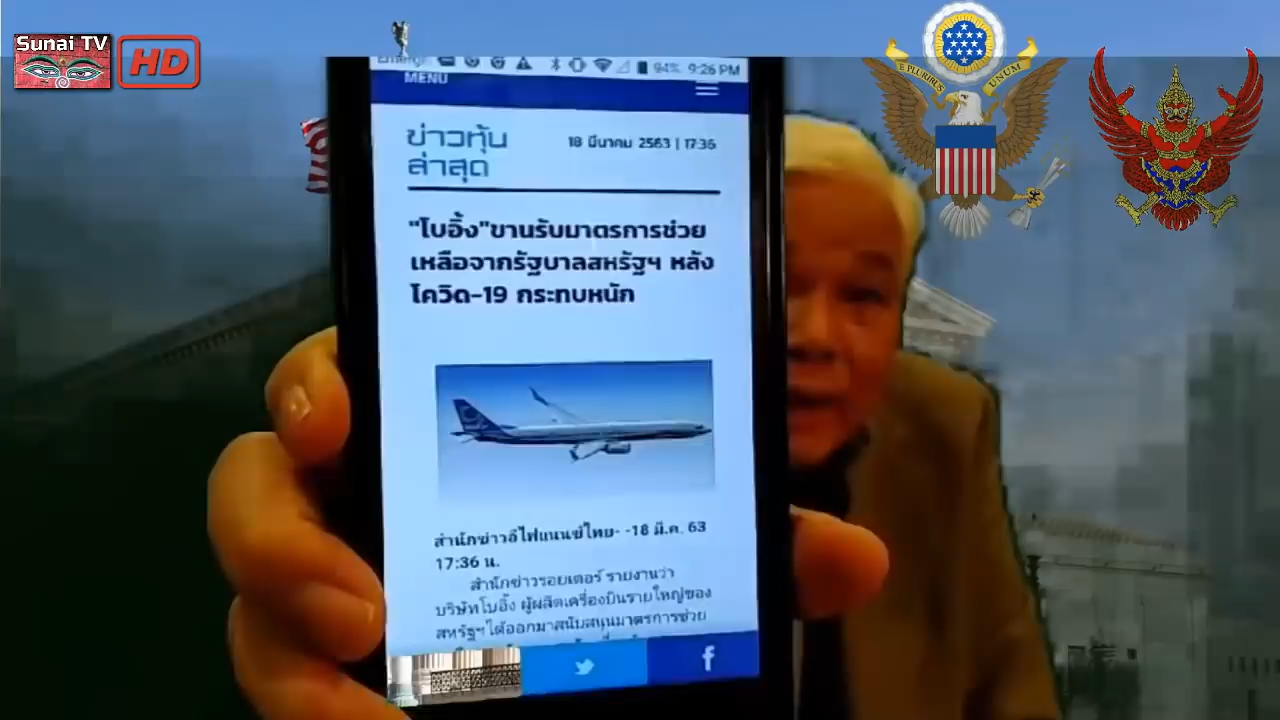 Sunai TV
HD
E PLURIBUS
UNUM
94% 9:26 PM
MENU
ข่าวหุ้น
ล่าสุด
18 มีนาคม 2563 | 17:36
"โบอิ้ง"ขานรับมาตรการช่วย
เหลือจากรัฐบาลสหรัฐฯ หลัง
โควิด-19 กระทบหนัก
สำนักข่าวอีไฟแนนซ์ไทย- -18 มี.ค. 63
17:36 น.
สำนักข่าวรอยเตอร์ รายงานว่า
บริษัทโบอิ้ง ผู้ผลิตเครื่องบินรายใหญ่ของ
สหรัฐฯได้ออกมาสนับสนุนมาตรการช่วย